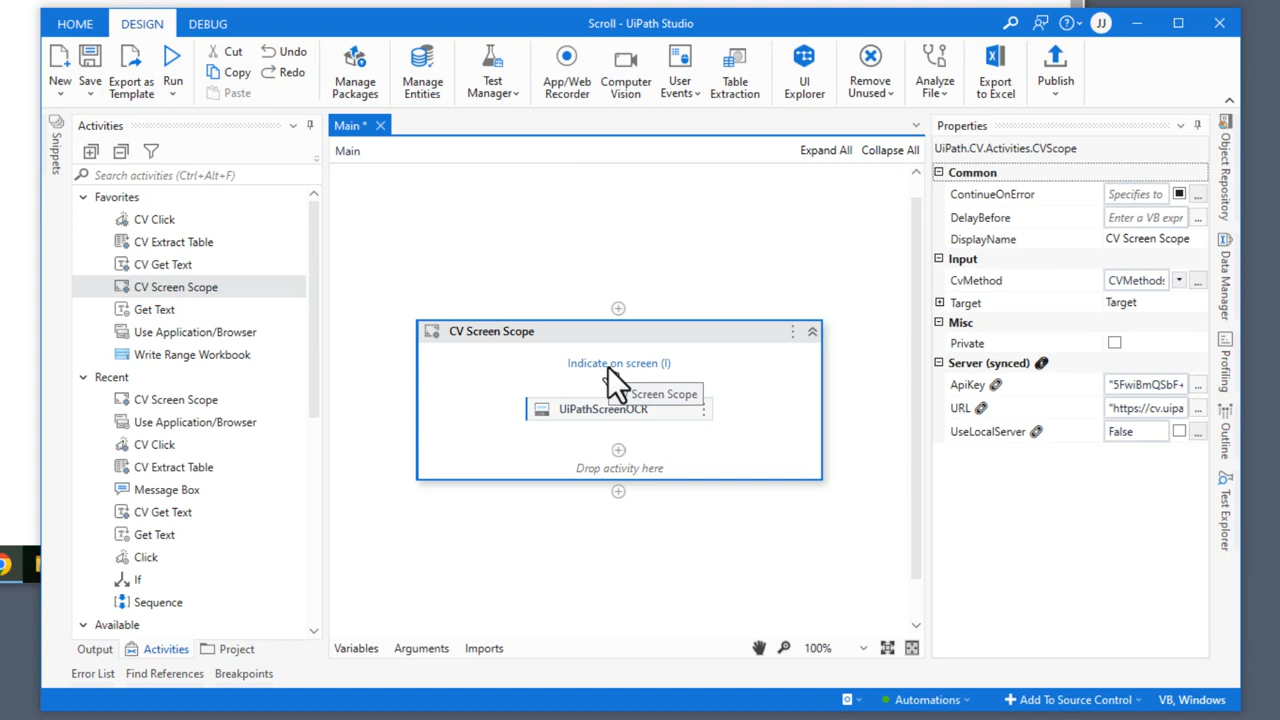 HOME DESIGN DEBUG Scroll - UiPath Studio JJ
New Save Export as Template Run
Cut Copy Paste Undo Redo
Manage Packages
Manage Entities
Test Manager
App/Web Recorder
Computer Vision
User Events
Table Extraction
UI Explorer
Remove Unused
Analyze File
Export to Excel
Publish
Snippets
Activities
Search activities (Ctrl+Alt+F)
Favorites
CV Click
CV Extract Table
CV Get Text
CV Screen Scope
Get Text
Use Application/Browser
Write Range Workbook
Recent
CV Screen Scope
Use Application/Browser
CV Click
CV Extract Table
Message Box
CV Get Text
Get Text
Click
If
Sequence
Available
Output Activities Project
Main *
Main Expand All Collapse All
CV Screen Scope
Indicate on screen (I)
Screen Scope
UiPathScreenOCR
Drop activity here
Variables Arguments Imports 100%
Properties
UiPath.CV.Activities.CVScope
Common
ContinueOnError Specifies to ...
DelayBefore Enter a VB expr ...
DisplayName CV Screen Scope
Input
CvMethod CVMethods ...
Target Target
Misc
Private
Server (synced)
ApiKey "5FwiBmQSbF+ ...
URL "https://cv.uipa ...
UseLocalServer False ...
Object Repository
Data Manager
Profiling
Outline
Test Explorer
Error List Find References Breakpoints
Automations Add To Source Control VB, Windows